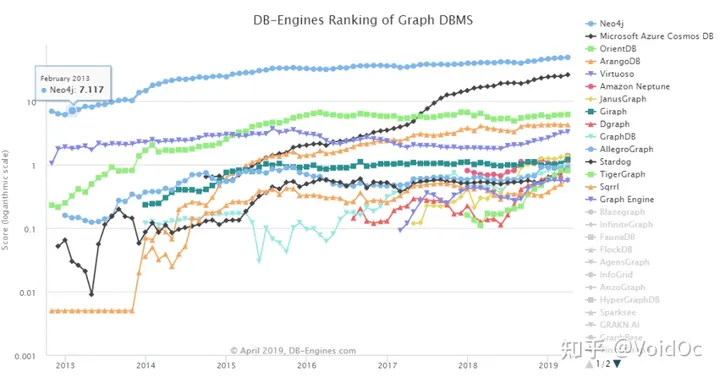 DB-Engines Ranking of Graph DBMS
Neo4j
Microsoft Azure Cosmos DB
OrientDB
ArangoDB
Virtuoso
Amazon Neptune
JanusGraph
Giraph
Dgraph
GraphDB
AllegroGraph
Stardog
TigerGraph
Sqrrl
Graph Engine
Blazegraph
InfiniteGraph
FaunaDB
FlockDB
AgensGraph
InfoGrid
AnzoGraph
HyperGraphDB
Sparksee
GRAKN.AI
GraphBase
1/2
February 2013
Neo4j: 7.117
Score (logarithmic scale)
10
1
0.1
0.01
0.001
© April 2019, DB-Engines.com
2013
2014
2015
2016
2017
2018
2019
知乎 @VoidOc